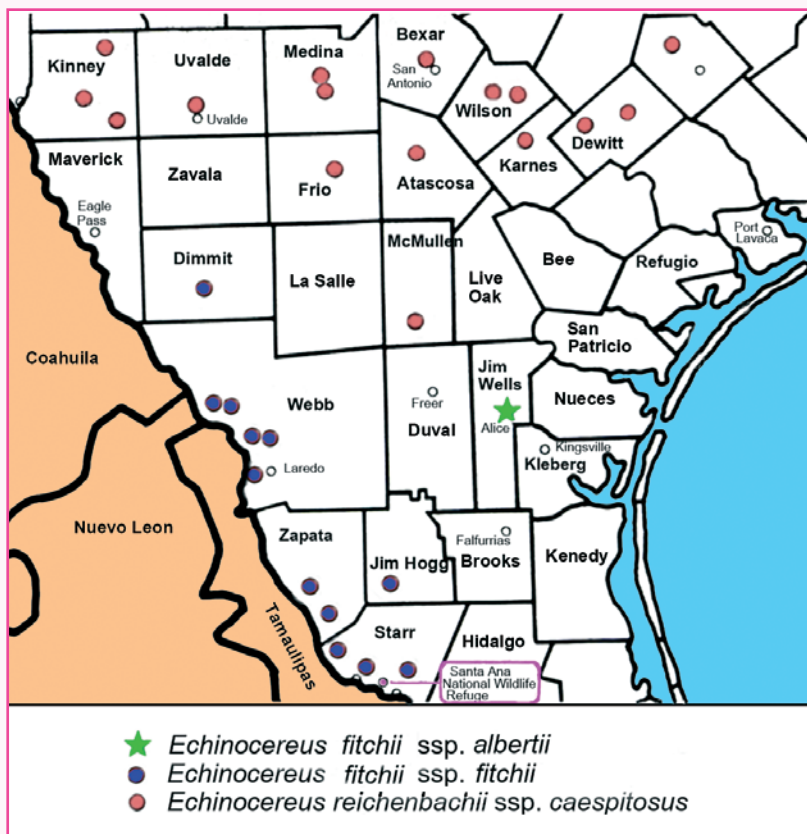 Kinney
Uvalde
Medina
Bexar
San
Antonio
Uvalde
Wilson
Maverick
Zavala
Frio
Atascosa
Karnes
Dewitt
Eagle
Pass
Dimmit
La Salle
McMullen
Live
Oak
Bee
Refugio
Port
Lavaca
San
Patricio
Coahuila
Webb
Freer
Duval
Jim
Wells
Alice
Nueces
Kingsville
Kleberg
Laredo
Nuevo Leon
Zapata
Jim Hogg
Falfurrias
Brooks
Kenedy
Tamaulipas
Starr
Hidalgo
Santa Ana
National Wildlife
Refuge
Echinocereus fitchii ssp. albertii
Echinocereus fitchii ssp. fitchii
Echinocereus reichenbachii ssp. caespitosus